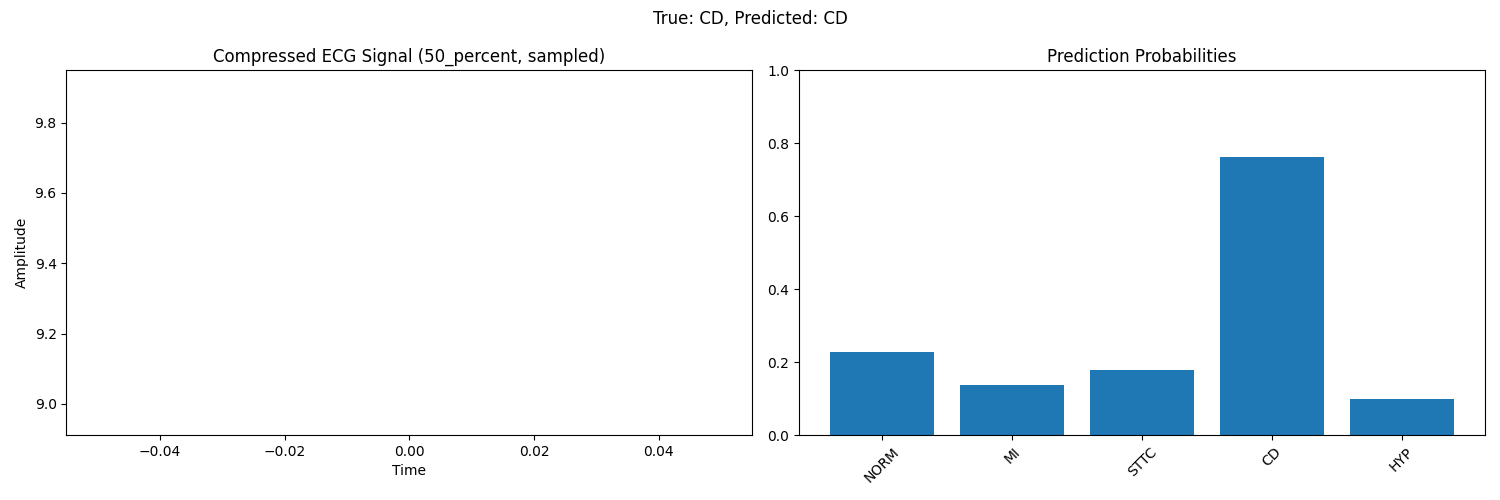 True: CD, Predicted: CD
Compressed ECG Signal (50_percent, sampled)
Amplitude
9.8
9.6
9.4
9.2
9.0
−0.04
−0.02
0.00
0.02
0.04
Time
Prediction Probabilities
1.0
0.8
0.6
0.4
0.2
0.0
NORM
MI
STTC
CD
HYP